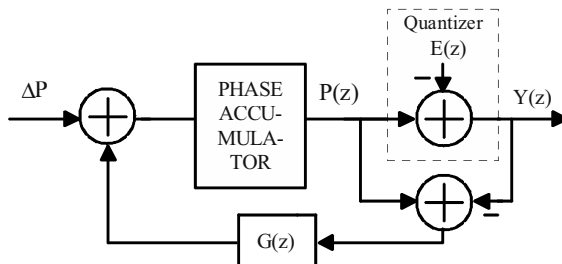 Quantizer
E(z)
ΔP
PHASE
ACCU-
MULA-
TOR
P(z)
Y(z)
G(z)